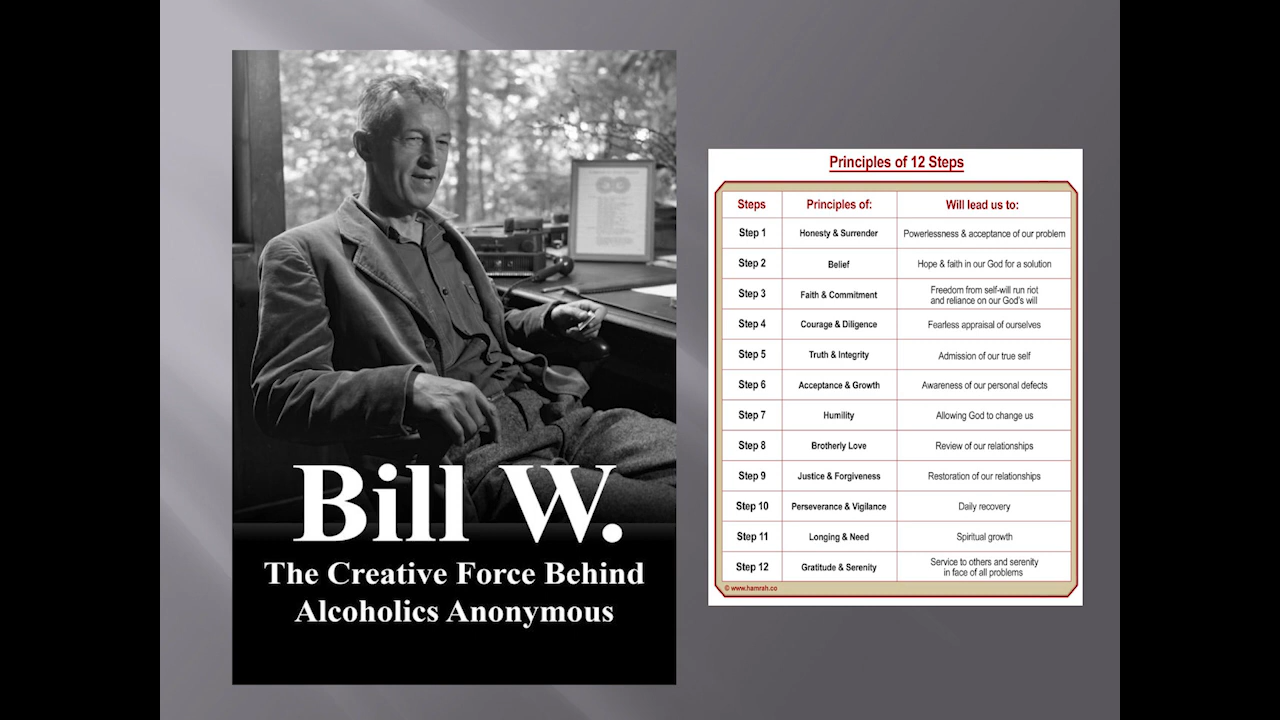 Bill W.
The Creative Force Behind
Alcoholics Anonymous
Principles of 12 Steps
Steps Principles of: Will lead us to:
Step 1 Honesty & Surrender Powerlessness & acceptance of our problem
Step 2 Belief Hope & faith in our God for a solution
Step 3 Faith & Commitment Freedom from self-will run riot
and reliance on our God's will
Step 4 Courage & Diligence Fearless appraisal of ourselves
Step 5 Truth & Integrity Admission of our true self
Step 6 Acceptance & Growth Awareness of our personal defects
Step 7 Humility Allowing God to change us
Step 8 Brotherly Love Review of our relationships
Step 9 Justice & Forgiveness Restoration of our relationships
Step 10 Perseverance & Vigilance Daily recovery
Step 11 Longing & Need Spiritual growth
Step 12 Gratitude & Serenity Service to others and serenity
in face of all problems
© www.hamrah.co